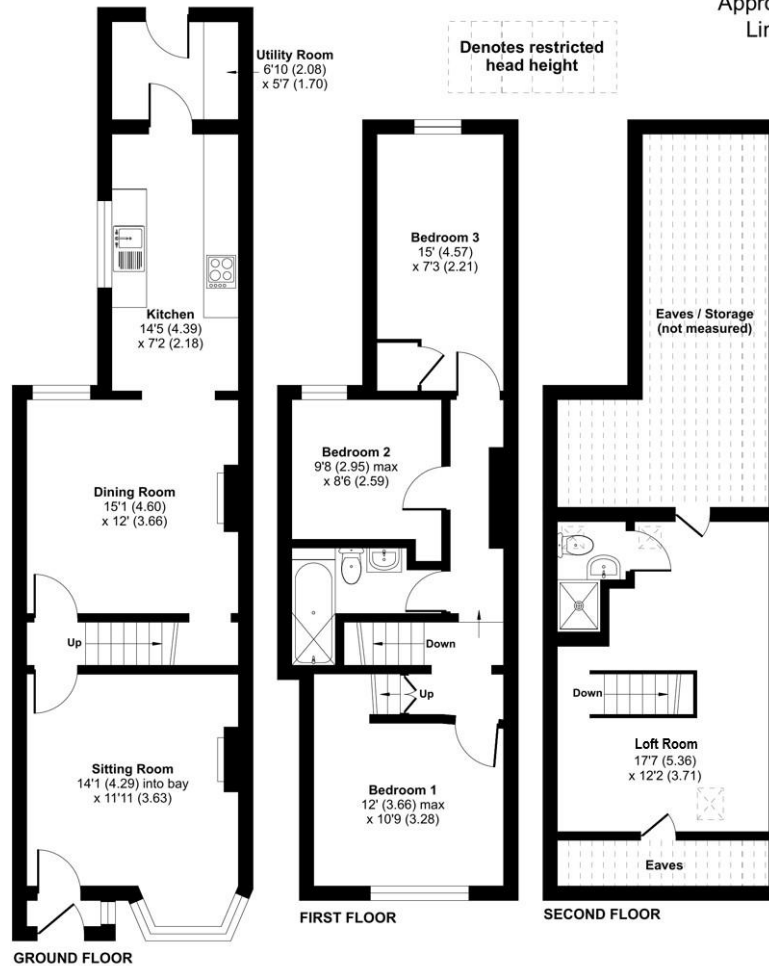 Appro
Lir
Denotes restricted
head height
Utility Room
6'10 (2.08)
x 5'7 (1.70)
Kitchen
14'5 (4.39)
x 7'2 (2.18)
Dining Room
15'1 (4.60)
x 12' (3.66)
Up
Sitting Room
14'1 (4.29) into bay
x 11'11 (3.63)
GROUND FLOOR
Bedroom 3
15' (4.57)
x 7'3 (2.21)
Bedroom 2
9'8 (2.95) max
x 8'6 (2.59)
Down
Up
Bedroom 1
12' (3.66) max
x 10'9 (3.28)
FIRST FLOOR
Eaves / Storage
(not measured)
Down
Loft Room
17'7 (5.36)
x 12'2 (3.71)
Eaves
SECOND FLOOR